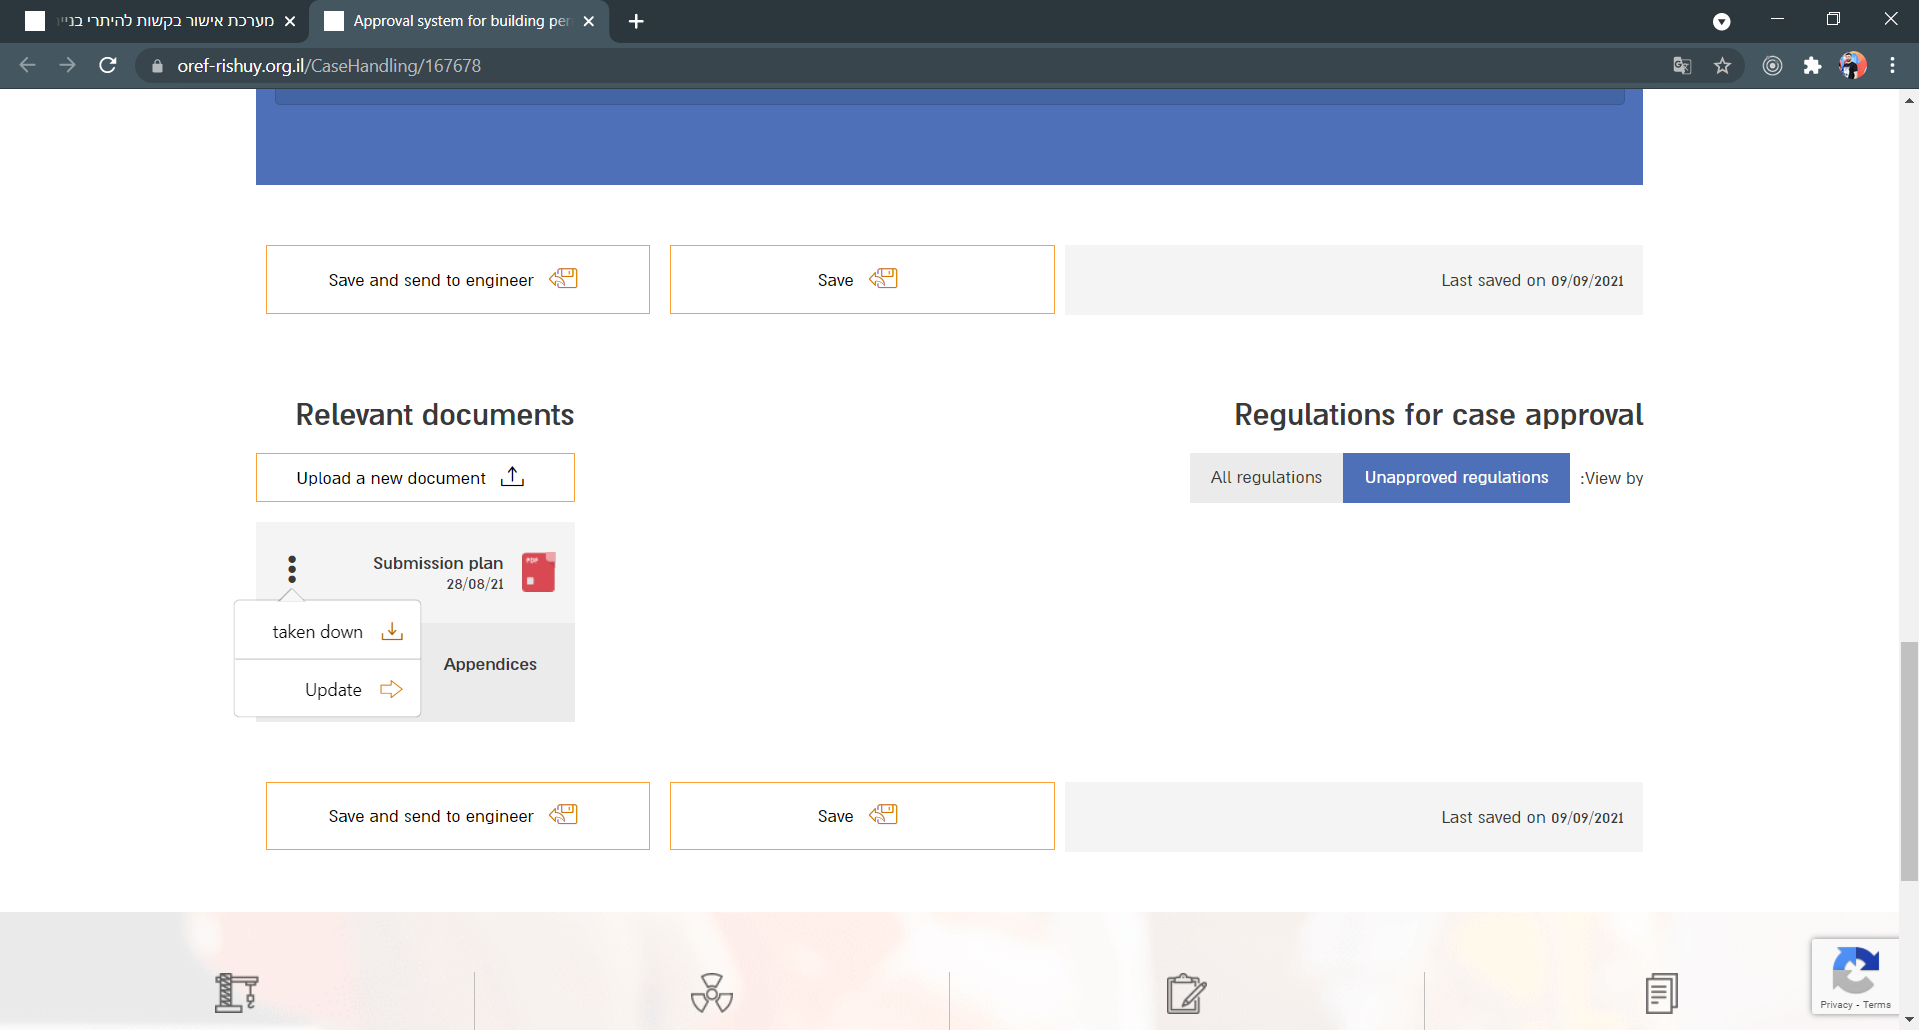 מערכת אישור בקשות להיתרי בניי
Approval system for building per
oref-rishuy.org.il/CaseHandling/167678
Save and send to engineer
Save
Last saved on 09/09/2021
Relevant documents
Regulations for case approval
Upload a new document
All regulations
Unapproved regulations
:View by
Submission plan
28/08/21
PDF
taken down
Appendices
Update
Save and send to engineer
Save
Last saved on 09/09/2021
Privacy - Terms